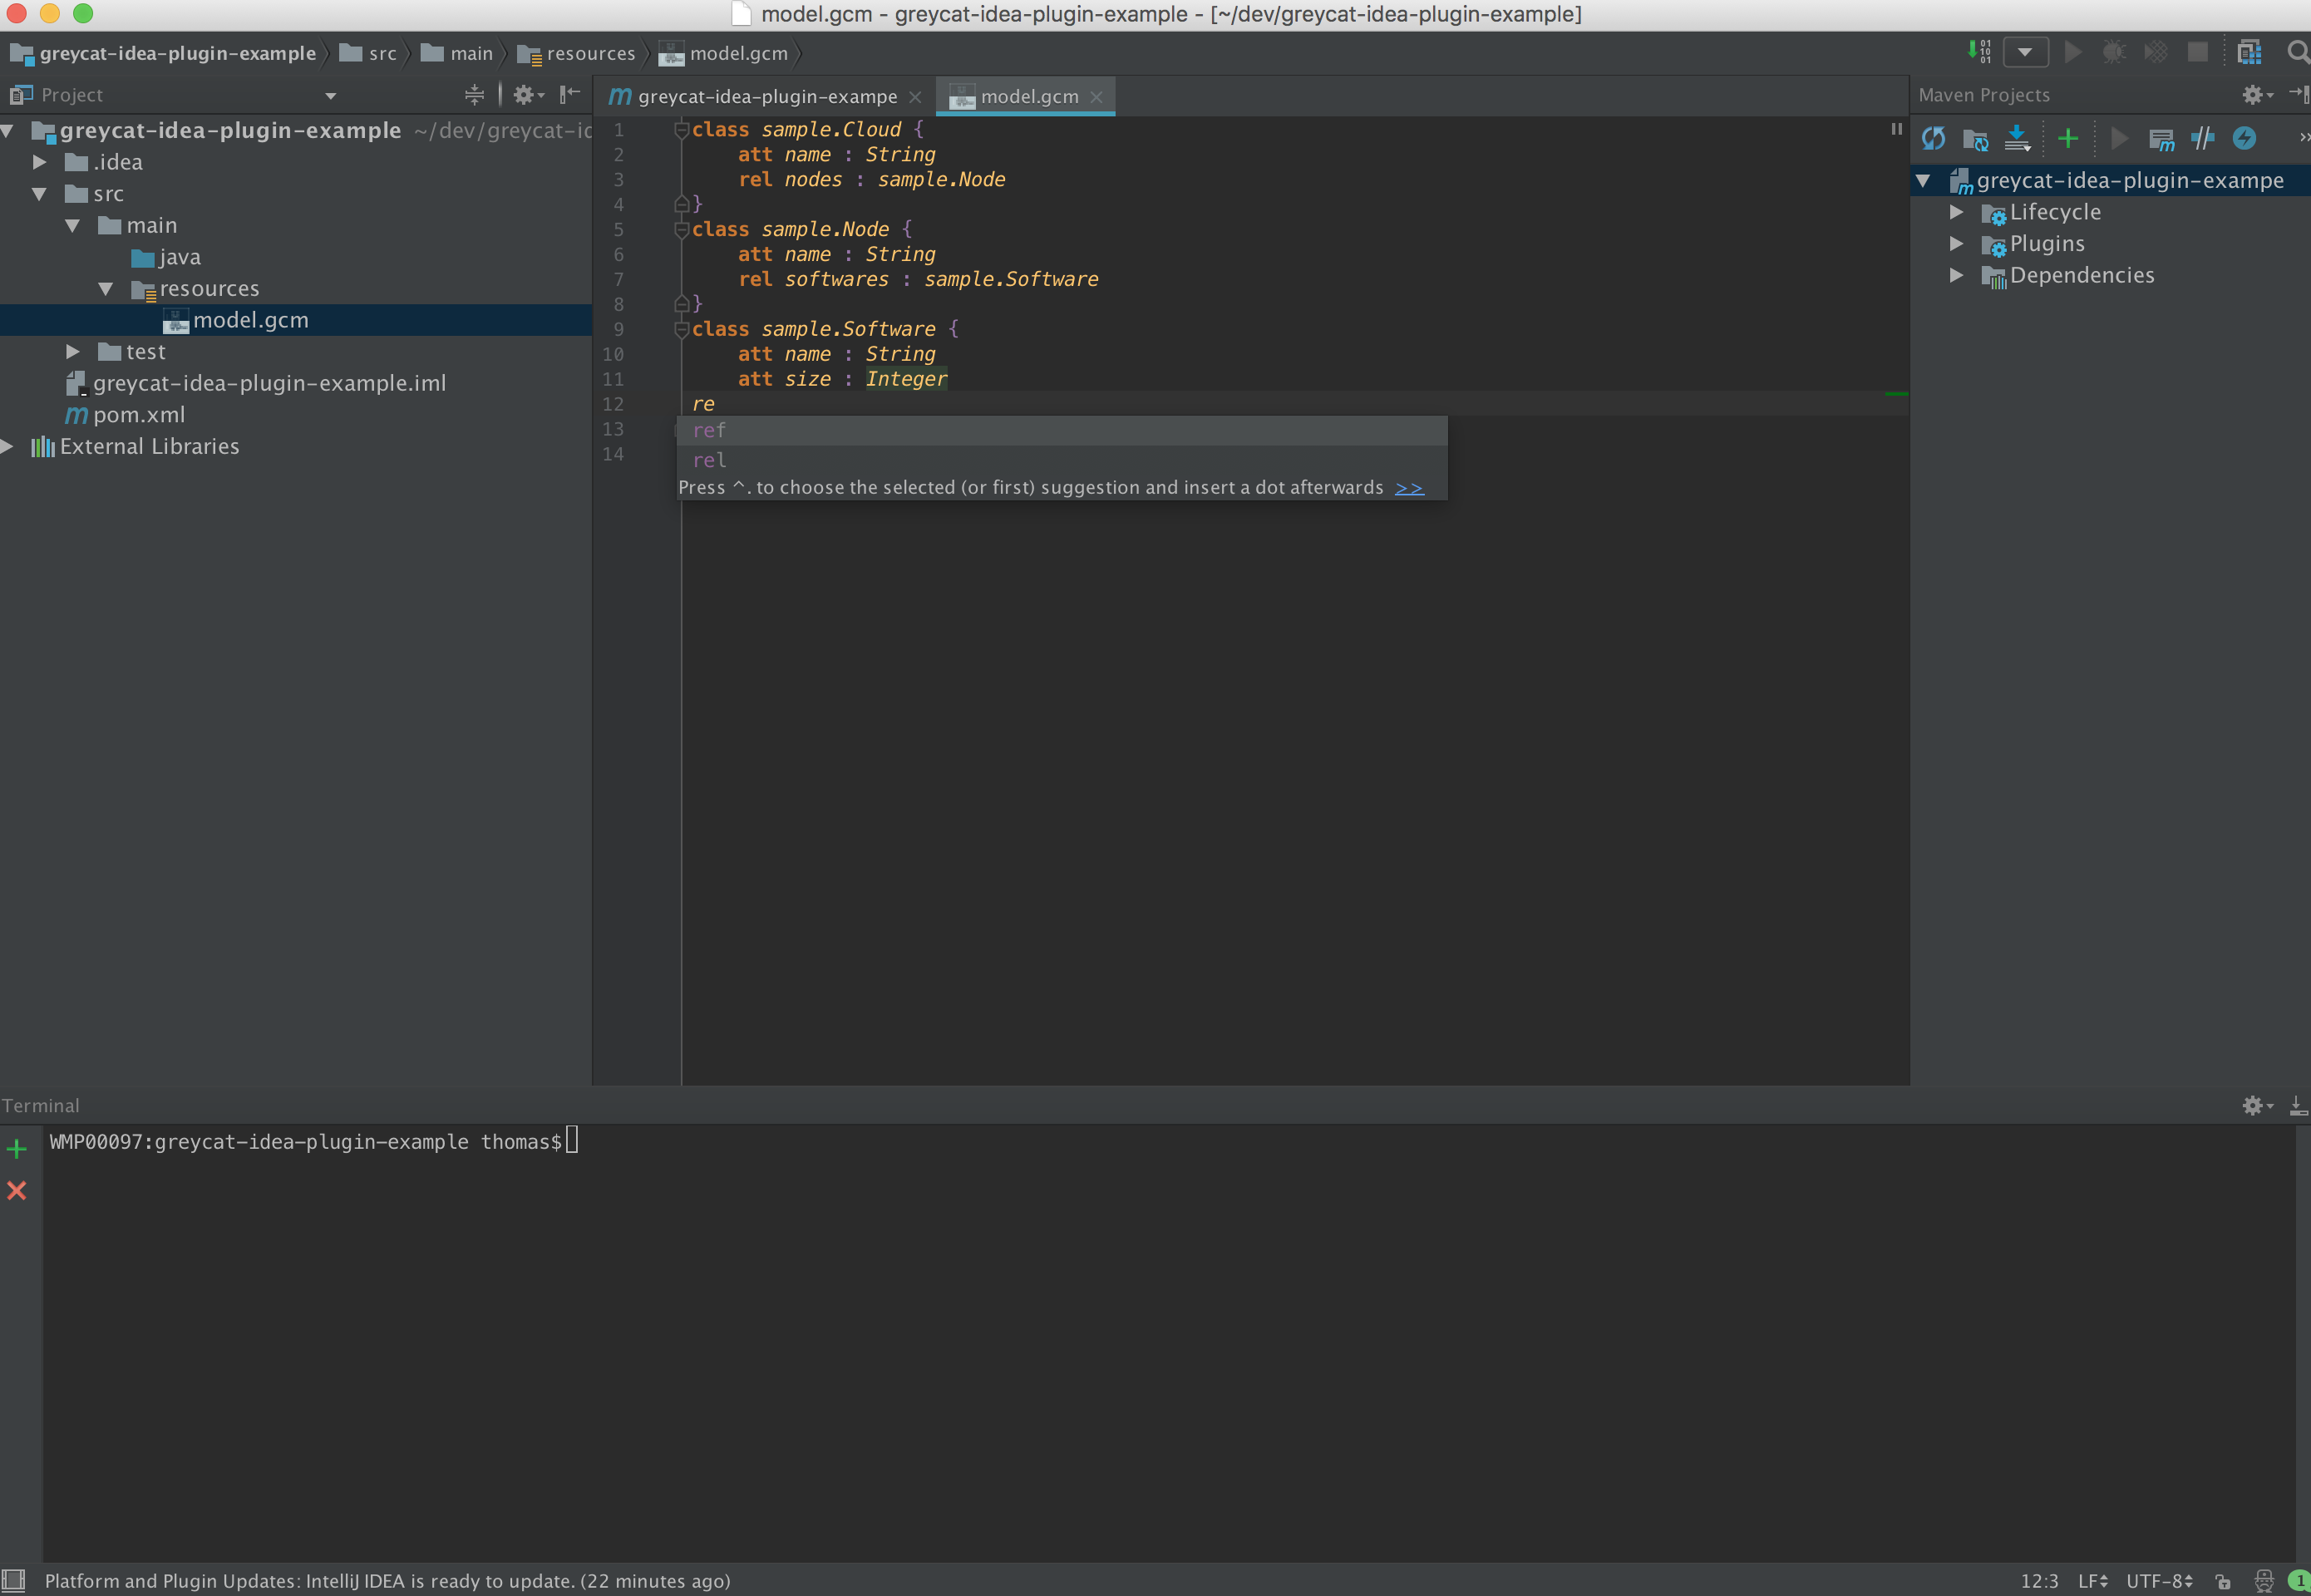 model.gcm - greycat-idea-plugin-example - [~/dev/greycat-idea-plugin-example]
greycat-idea-plugin-example src main resources model.gcm
Project
greycat-idea-plugin-exampe model.gcm
Maven Projects
greycat-idea-plugin-example ~/dev/greycat-id
.idea
src
main
java
resources
model.gcm
test
greycat-idea-plugin-example.iml
pom.xml
External Libraries
1 class sample.Cloud {
2 att name : String
3 rel nodes : sample.Node
4 }
5 class sample.Node {
6 att name : String
7 rel softwares : sample.Software
8 }
9 class sample.Software {
10 att name : String
11 att size : Integer
12 re
13
14
ref
rel
Press ^. to choose the selected (or first) suggestion and insert a dot afterwards >>
greycat-idea-plugin-exampe
Lifecycle
Plugins
Dependencies
Terminal
WMP00097:greycat-idea-plugin-example thomas$
Platform and Plugin Updates: IntelliJ IDEA is ready to update. (22 minutes ago)
12:3 LF UTF-8 1